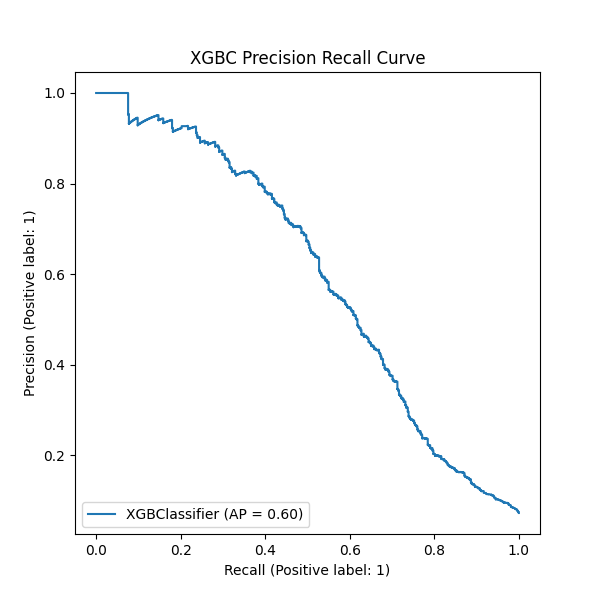 XGBC Precision Recall Curve
Precision (Positive label: 1)
1.0
0.8
0.6
0.4
0.2
XGBClassifier (AP = 0.60)
0.0 0.2 0.4 0.6 0.8 1.0
Recall (Positive label: 1)